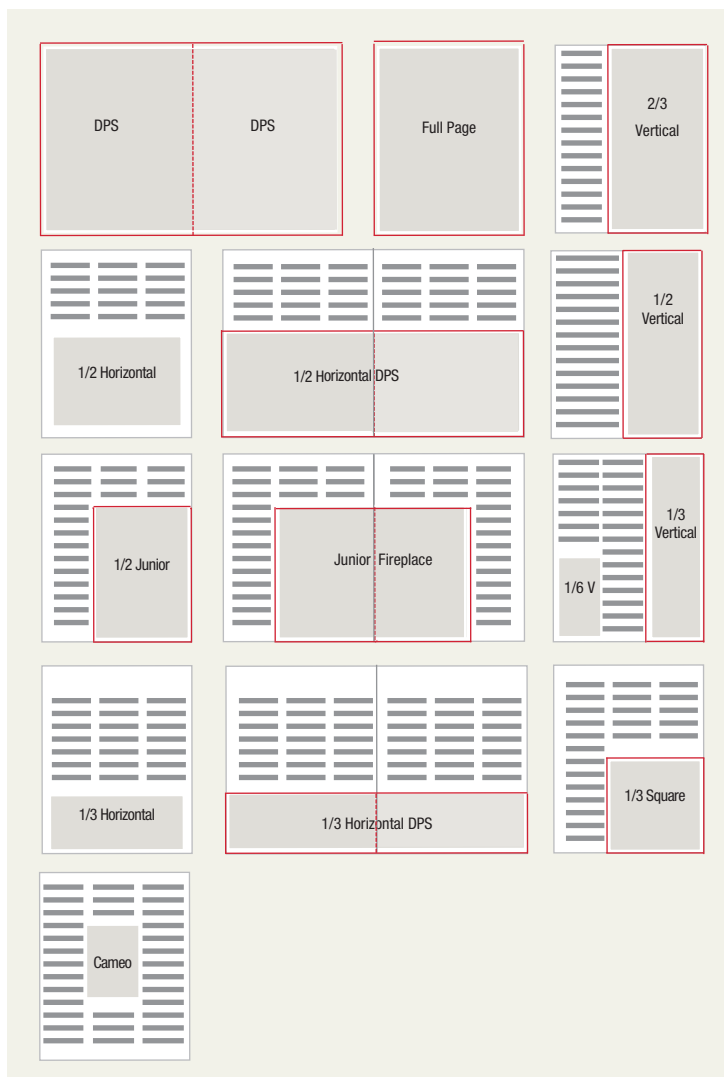 DPS
DPS
Full Page
2/3
Vertical
1/2 Horizontal
1/2 Horizontal DPS
1/2
Vertical
1/2 Junior
Junior Fireplace
1/6 V
1/3
Vertical
1/3 Horizontal
1/3 Horizontal DPS
1/3 Square
Cameo